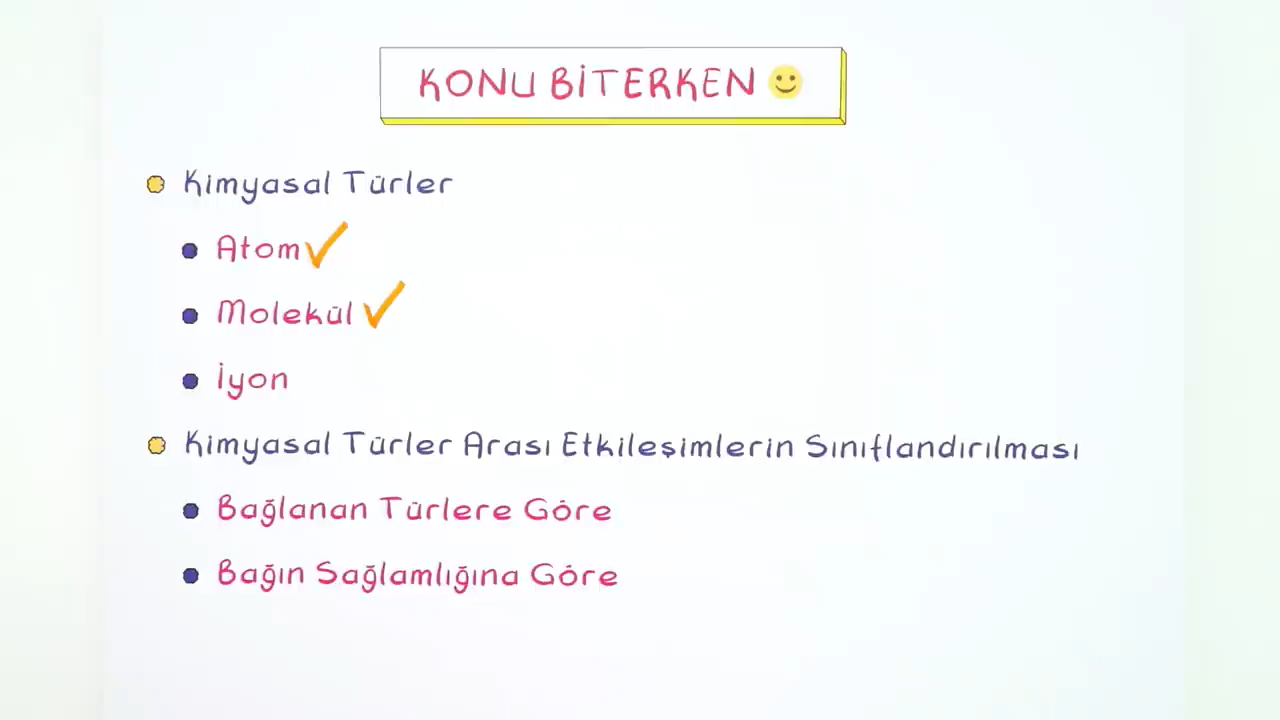 KONU BİTERKEN
Kimyasal Türler
Atom
Molekül
İyon
Kimyasal Türler Arası Etkileşimlerin Sınıflandırılması
Bağlanan Türlere Göre
Bağın Sağlamlığına Göre